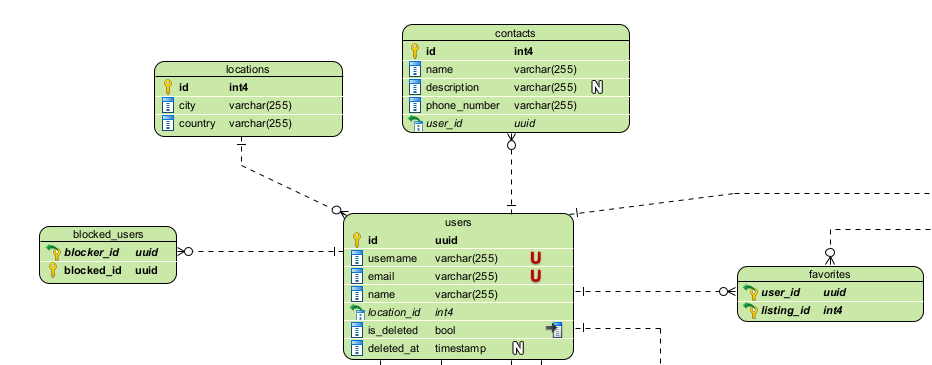 contacts
id int4
name varchar(255)
description varchar(255) N
phone_number varchar(255)
user_id uuid
locations
id int4
city varchar(255)
country varchar(255)
users
id uuid
username varchar(255) U
email varchar(255) U
name varchar(255)
location_id int4
is_deleted bool
deleted_at timestamp N
blocked_users
blocker_id uuid
blocked_id uuid
favorites
user_id uuid
listing_id int4